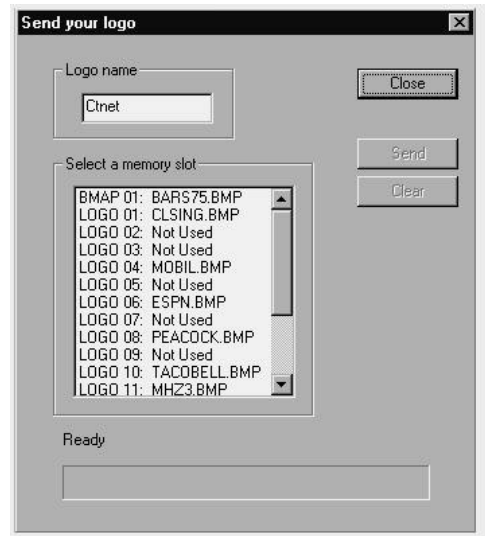 Send your logo
Logo name
Close
Ctnet
Send
Select a memory slot
Clear
BMAP 01: BARS75.BMP
LOGO 01: CLSING.BMP
LOGO 02: Not Used
LOGO 03: Not Used
LOGO 04: MOBIL.BMP
LOGO 05: Not Used
LOGO 06: ESPN.BMP
LOGO 07: Not Used
LOGO 08: PEACOCK.BMP
LOGO 09: Not Used
LOGO 10: TACOBELL.BMP
LOGO 11: MHZ3.BMP
Ready